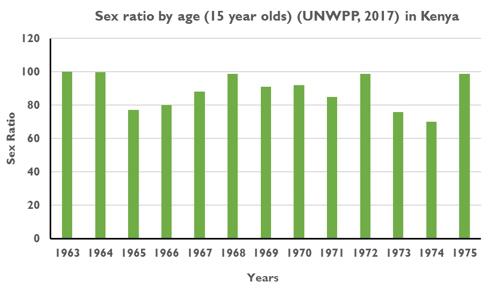 Sex ratio by age (15 year olds) (UNWPP, 2017) in Kenya
120
100
80
60
40
20
0
Sex Ratio
1963 1964 1965 1966 1967 1968 1969 1970 1971 1972 1973 1974 1975
Years